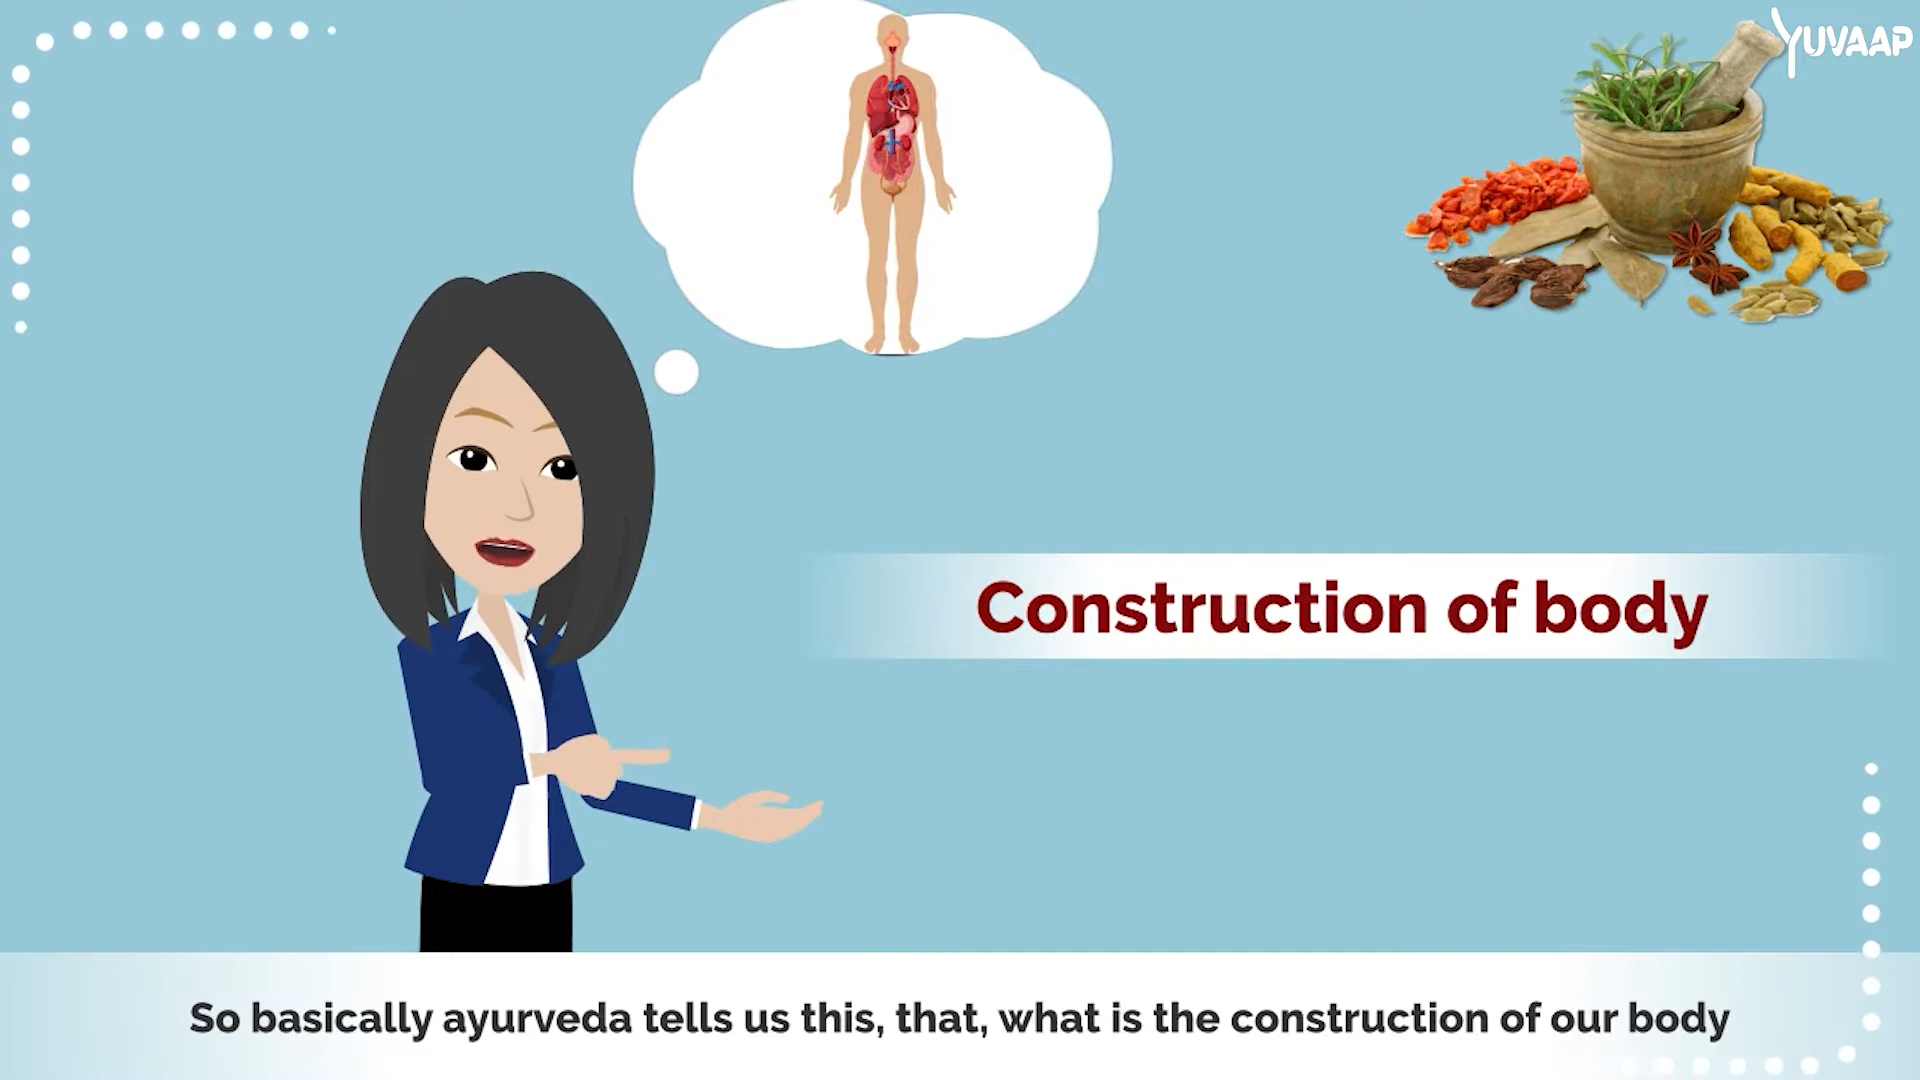 YUVAAP
Construction of body
So basically ayurveda tells us this, that, what is the construction of our body